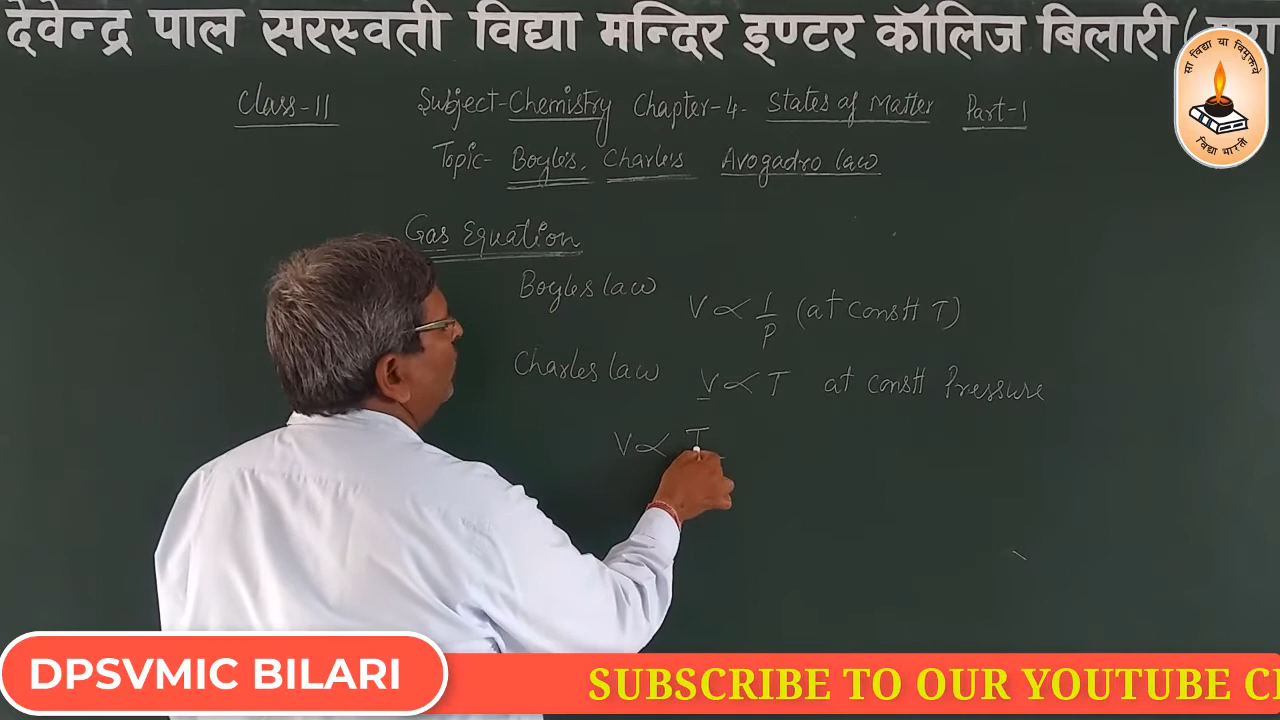 देवेन्द्र पाल सरस्वती विद्या मन्दिर इण्टर कॉलिज बिलारी (मुरा
सा विद्या या विमुक्तये
विद्या भारती
Class-11 Subject-Chemistry Chapter-4- States of Matter Part-1
Topic- Boyle's, Charle's Avogadro law
Gas Equation
Boyles law V ∝ 1/P (at constt T)
Charles law V ∝ T at constt Pressure
V ∝ T
DPSVMIC BILARI
SUBSCRIBE TO OUR YOUTUBE C